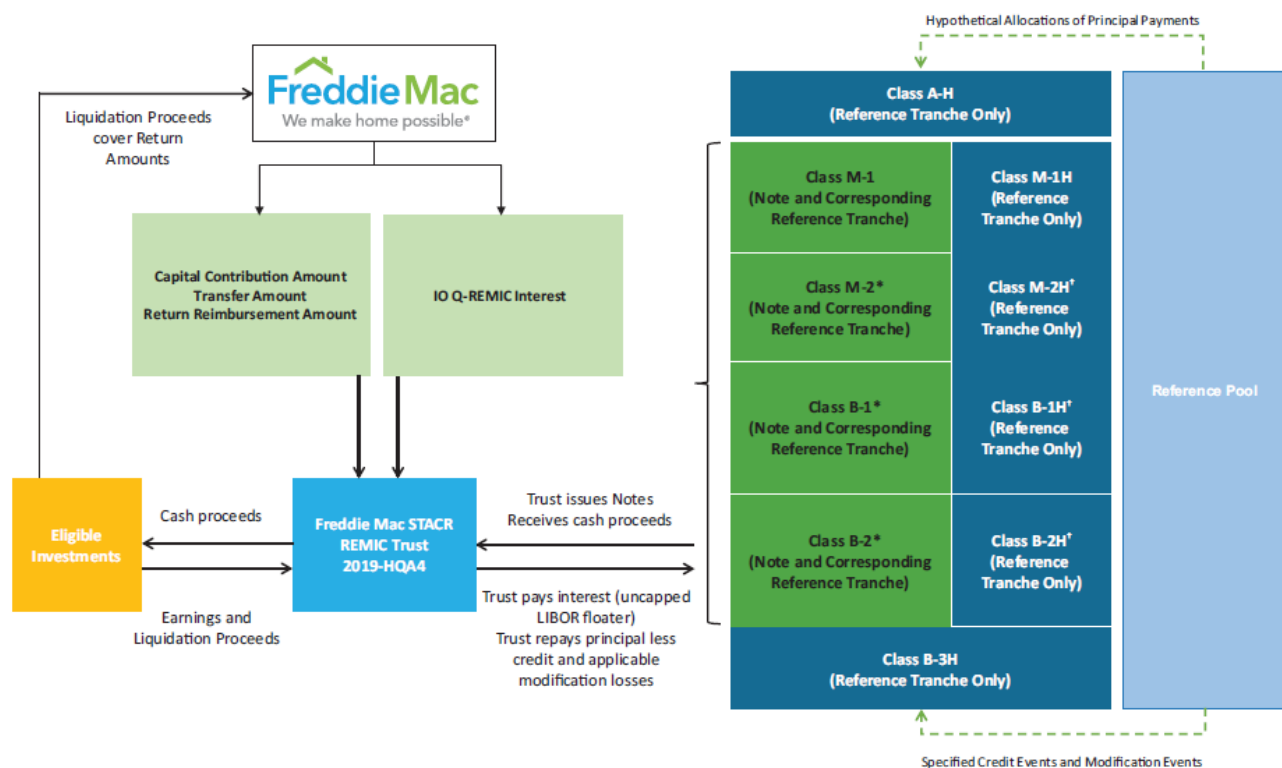 Hypothetical Allocations of Principal Payments
FreddieMac
We make home possible®
Liquidation Proceeds
cover Return
Amounts
Capital Contribution Amount
Transfer Amount
Return Reimbursement Amount
IO Q-REMIC Interest
Eligible
Investments
Cash proceeds
Earnings and
Liquidation Proceeds
Freddie Mac STACR
REMIC Trust
2019-HQA4
Trust issues Notes
Receives cash proceeds
Trust pays interest (uncapped
LIBOR floater)
Trust repays principal less
credit and applicable
modification losses
Class A-H
(Reference Tranche Only)
Class M-1
(Note and Corresponding
Reference Tranche)
Class M-1H
(Reference
Tranche Only)
Class M-2*
(Note and Corresponding
Reference Tranche)
Class M-2H†
(Reference
Tranche Only)
Class B-1*
(Note and Corresponding
Reference Tranche)
Class B-1H†
(Reference
Tranche Only)
Class B-2*
(Note and Corresponding
Reference Tranche)
Class B-2H†
(Reference
Tranche Only)
Class B-3H
(Reference Tranche Only)
Reference Pool
Specified Credit Events and Modification Events